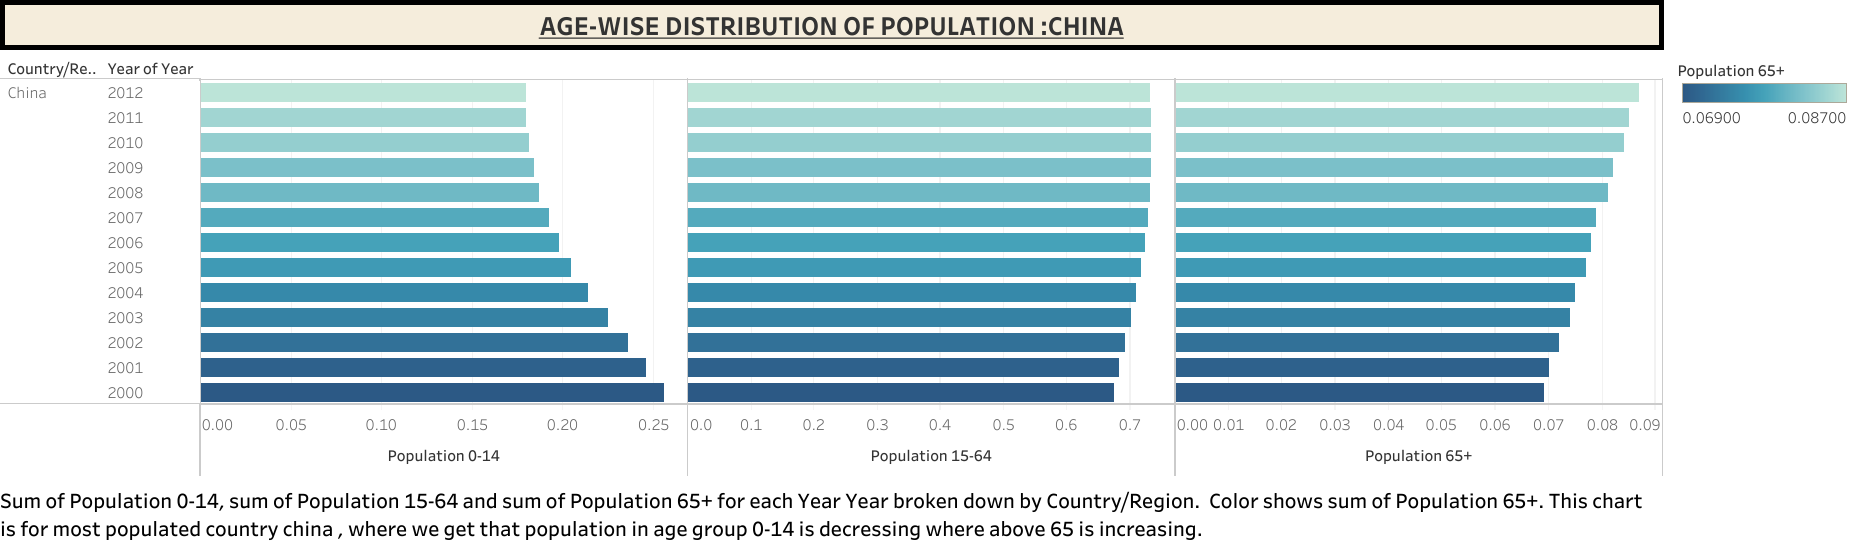 AGE-WISE DISTRIBUTION OF POPULATION :CHINA
Country/Re.. Year of Year
Population 65+
0.06900 0.08700
China 2012
2011
2010
2009
2008
2007
2006
2005
2004
2003
2002
2001
2000
0.00 0.05 0.10 0.15 0.20 0.25 0.0 0.1 0.2 0.3 0.4 0.5 0.6 0.7 0.00 0.01 0.02 0.03 0.04 0.05 0.06 0.07 0.08 0.09
Population 0-14 Population 15-64 Population 65+
Sum of Population 0-14, sum of Population 15-64 and sum of Population 65+ for each Year Year broken down by Country/Region.  Color shows sum of Population 65+. This chart
is for most populated country china , where we get that population in age group 0-14 is decressing where above 65 is increasing.